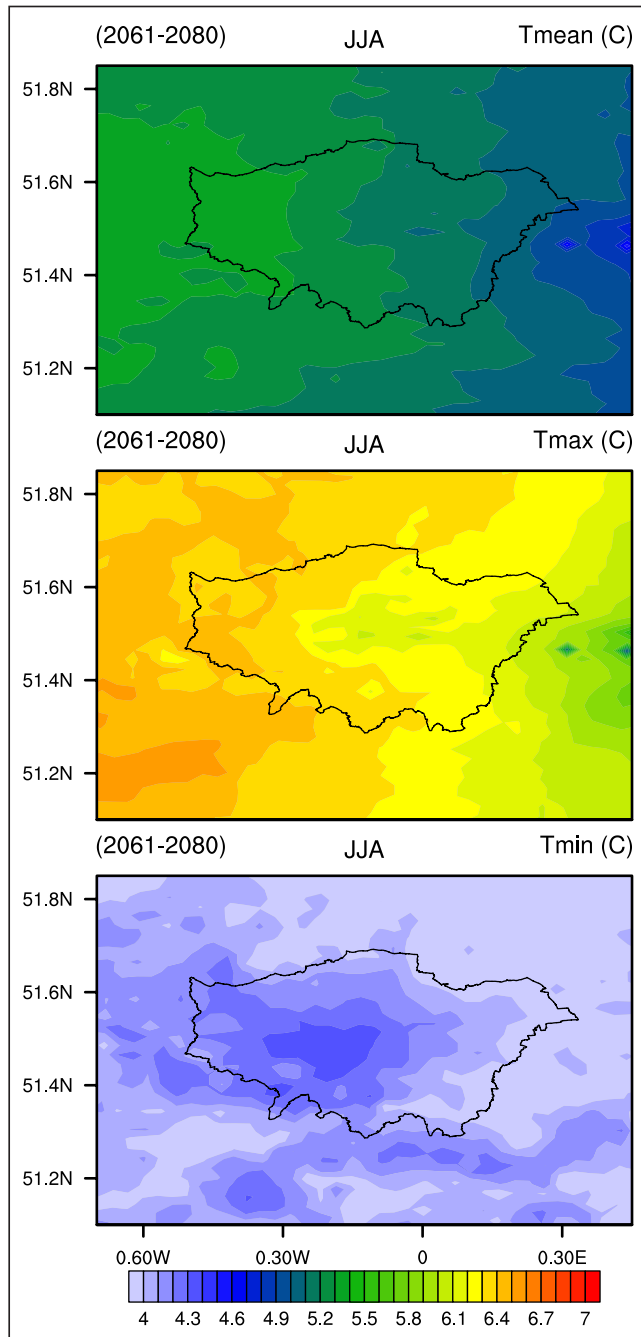 (2061-2080) JJA Tmean (C)
51.8N
51.6N
51.4N
51.2N
(2061-2080) JJA Tmax (C)
51.8N
51.6N
51.4N
51.2N
(2061-2080) JJA Tmin (C)
51.8N
51.6N
51.4N
51.2N
0.60W 0.30W 0 0.30E
4 4.3 4.6 4.9 5.2 5.5 5.8 6.1 6.4 6.7 7